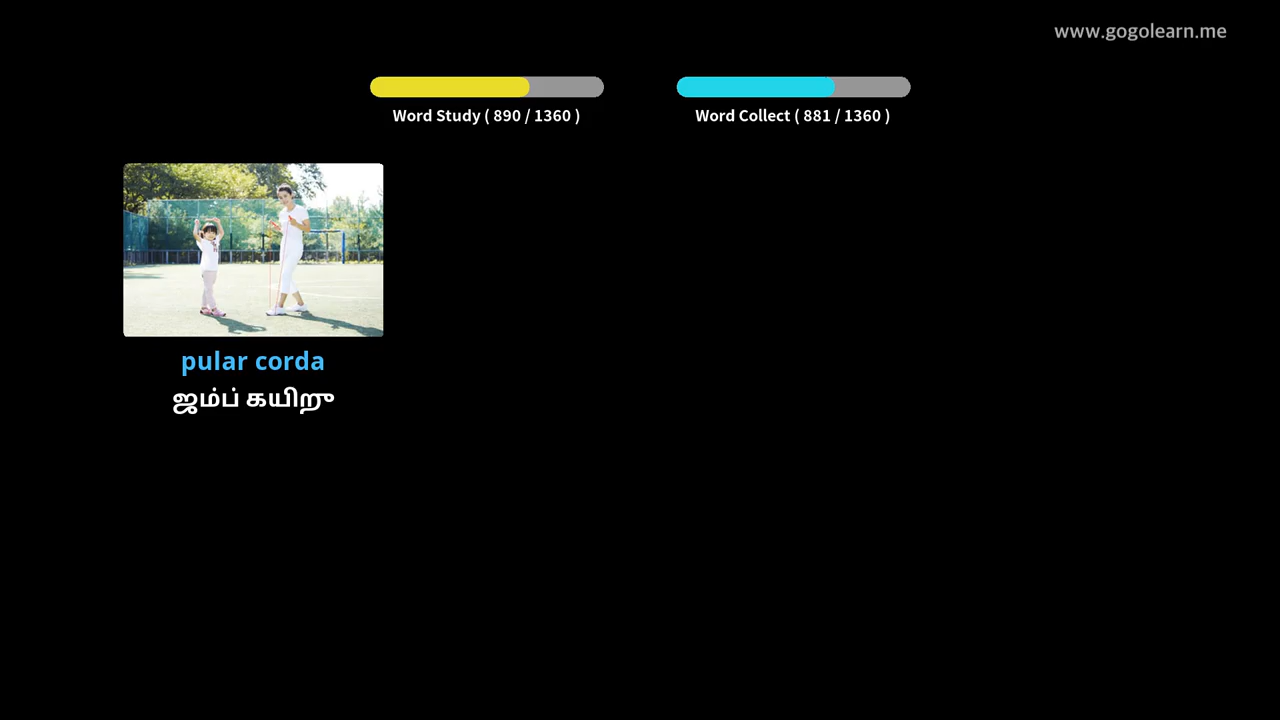 www.gogolearn.me
Word Study ( 890 / 1360 )
Word Collect ( 881 / 1360 )
pular corda
ஜம்ப் கயிறு